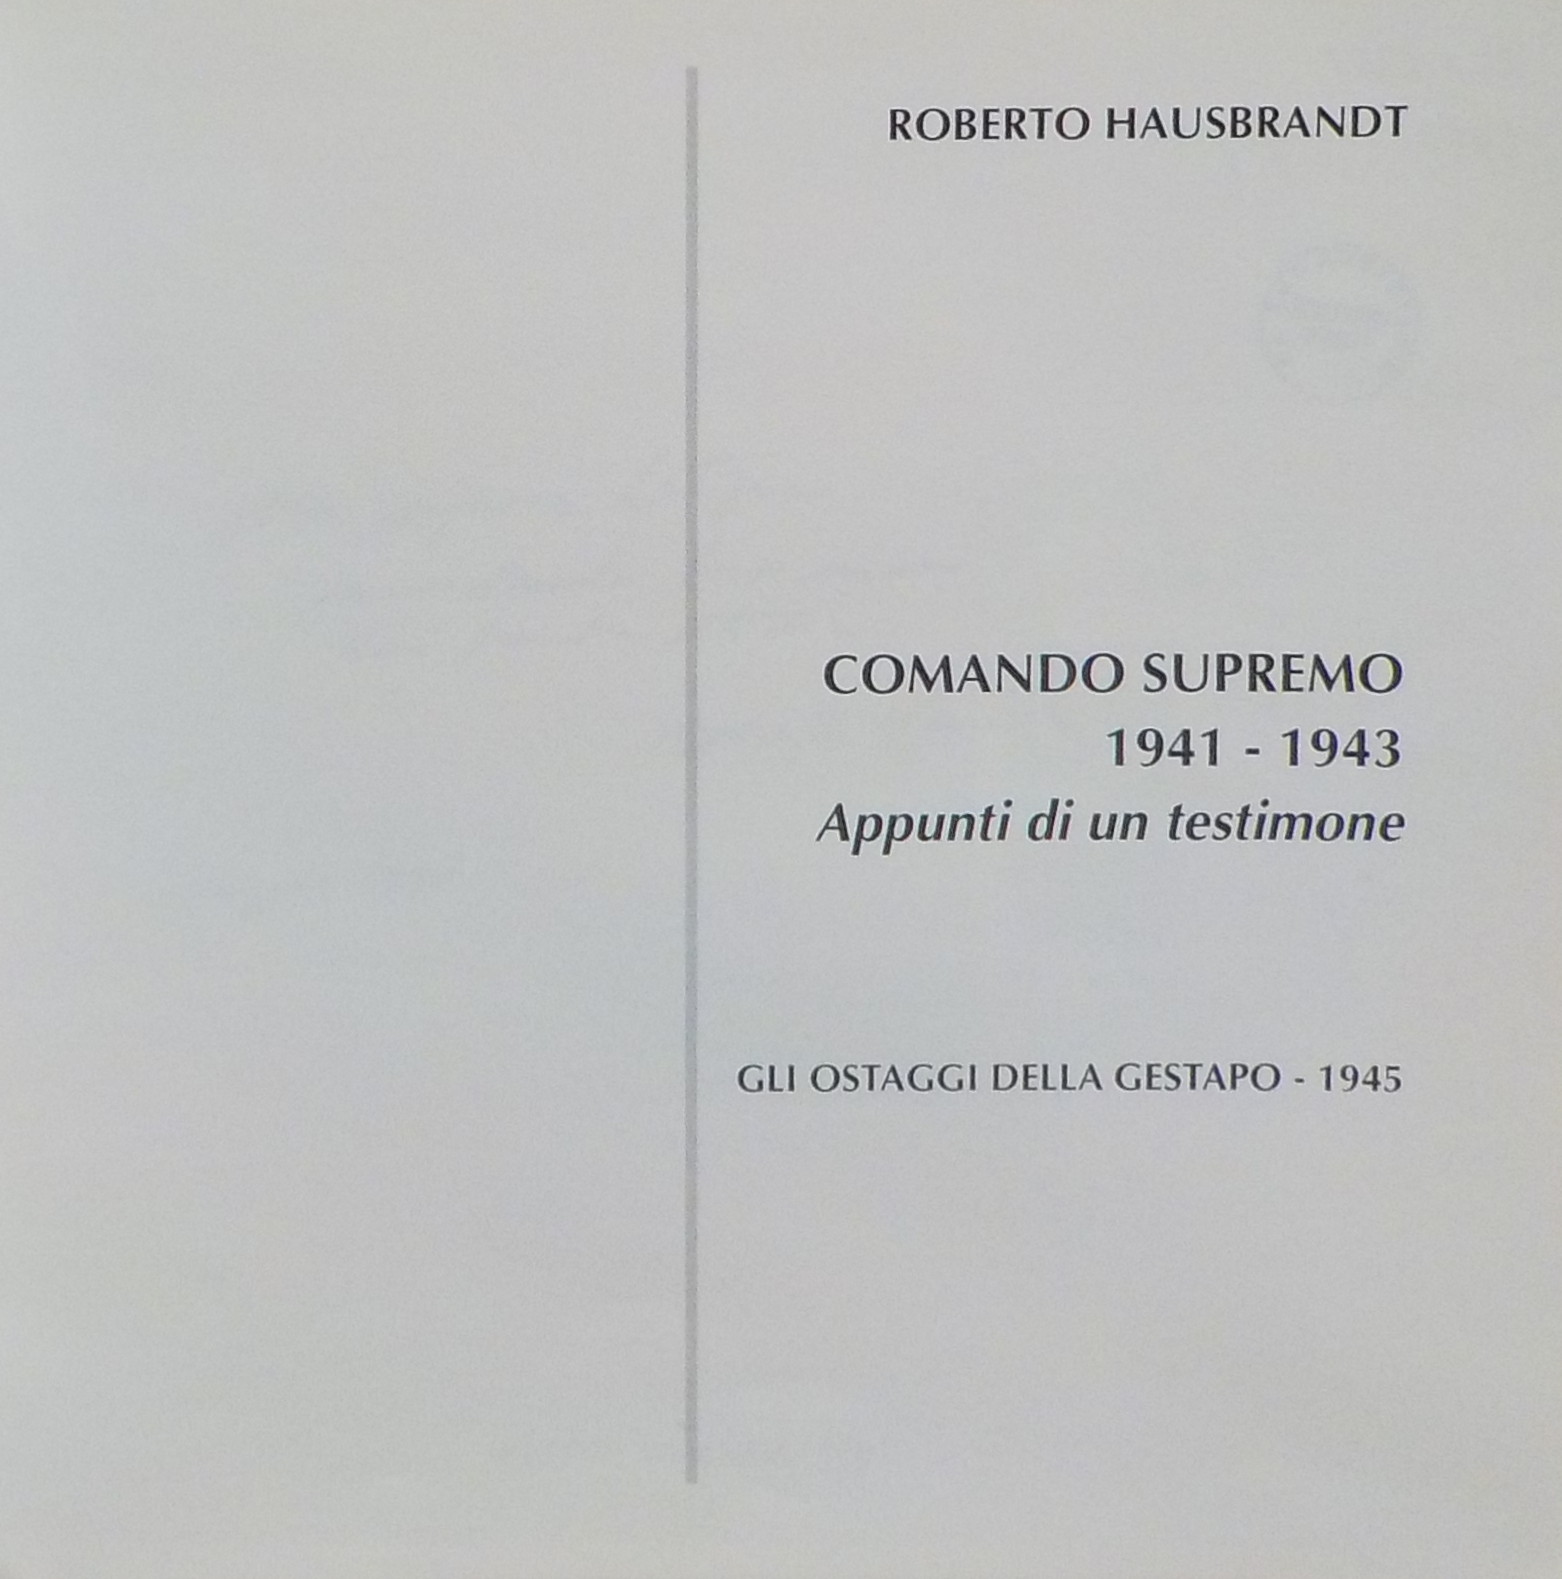 ROBERTO HAUSBRANDT
COMANDO SUPREMO
1941 - 1943
Appunti di un testimone
GLI OSTAGGI DELLA GESTAPO - 1945